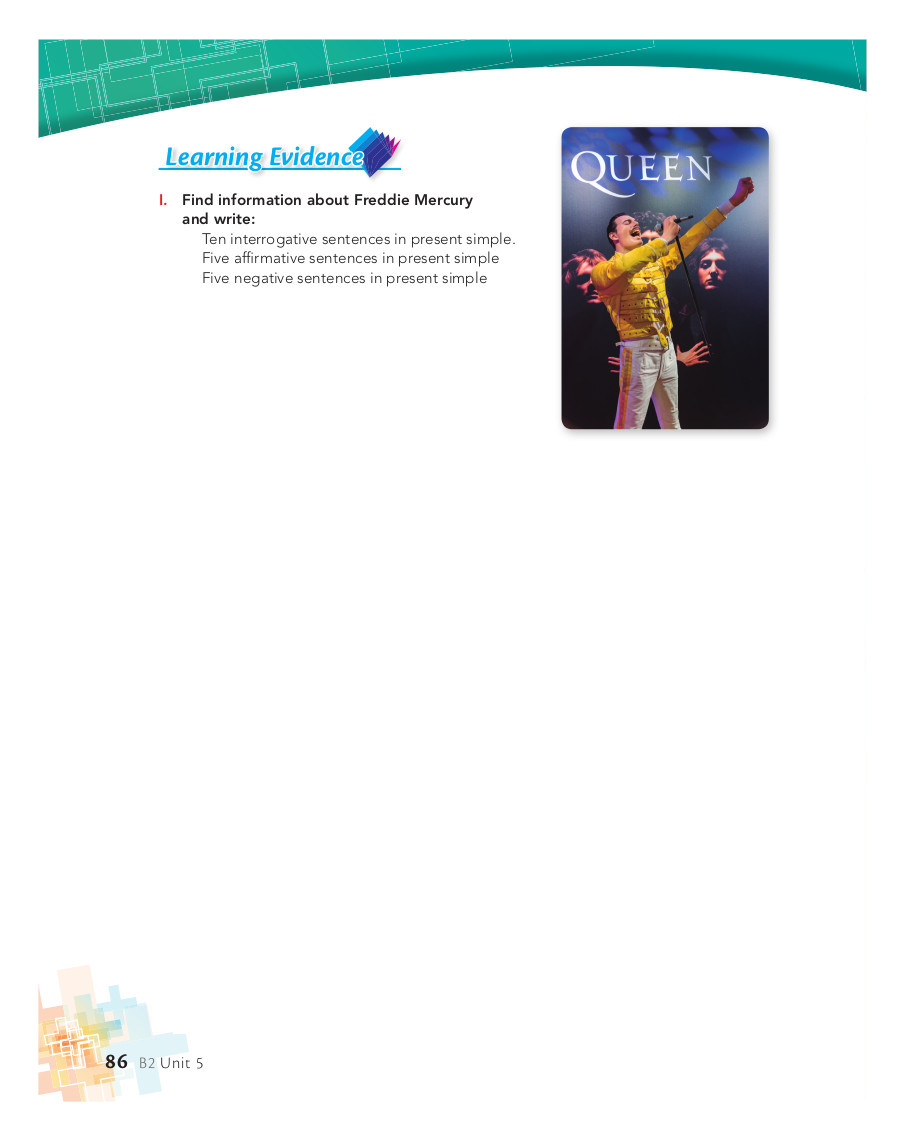 Learning Evidence
I. Find information about Freddie Mercury
and write:
Ten interrogative sentences in present simple.
Five affirmative sentences in present simple
Five negative sentences in present simple
QUEEN
86 B2 Unit 5